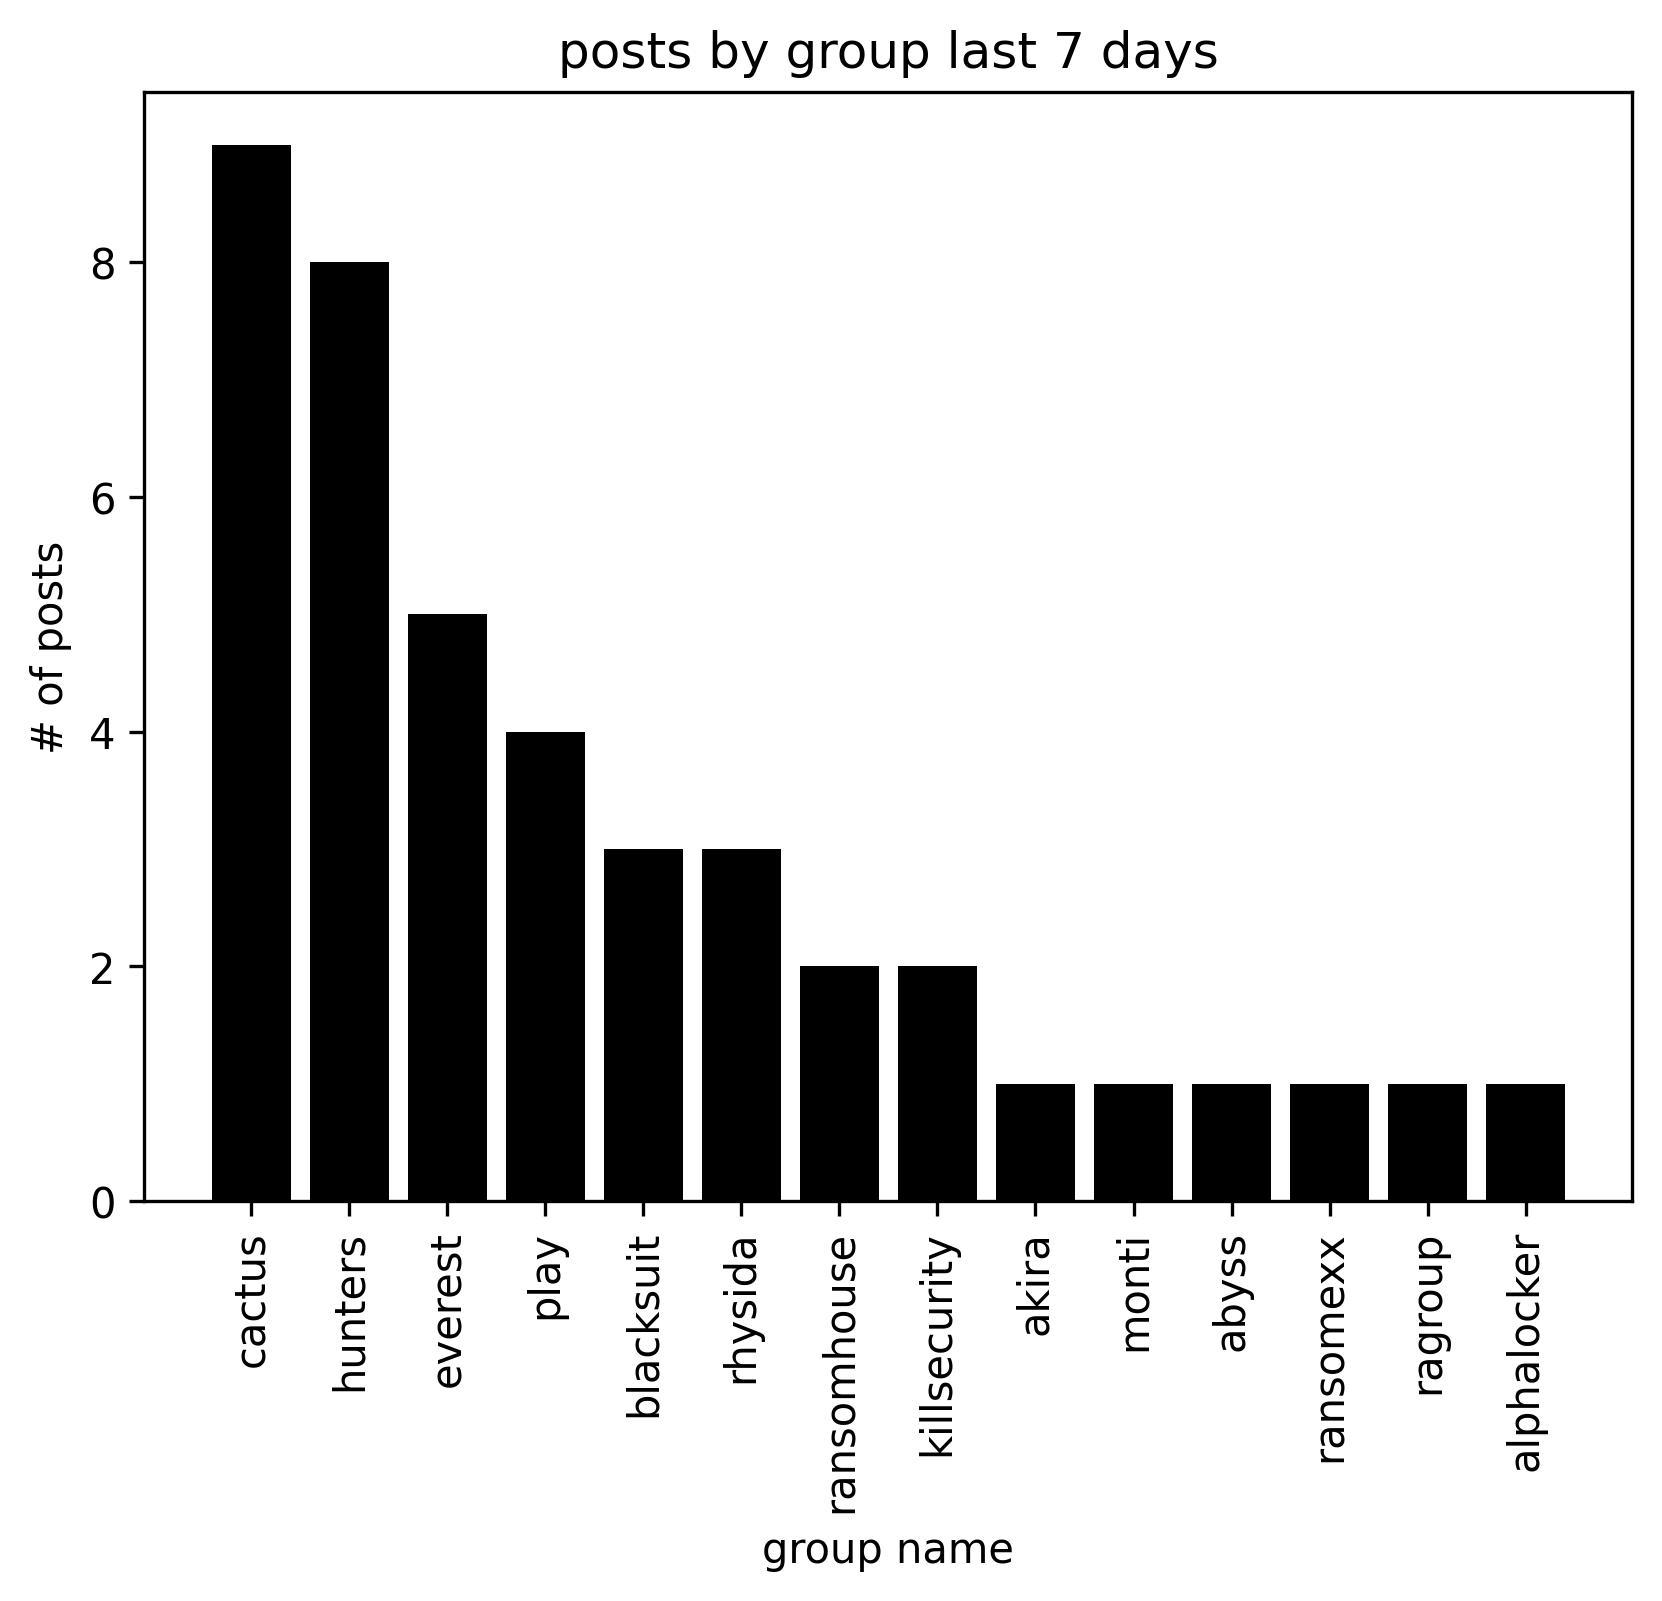 posts by group last 7 days
# of posts
8
6
4
2
0
cactus
hunters
everest
play
blacksuit
rhysida
ransomhouse
killsecurity
akira
monti
abyss
ransomexx
ragroup
alphalocker
group name